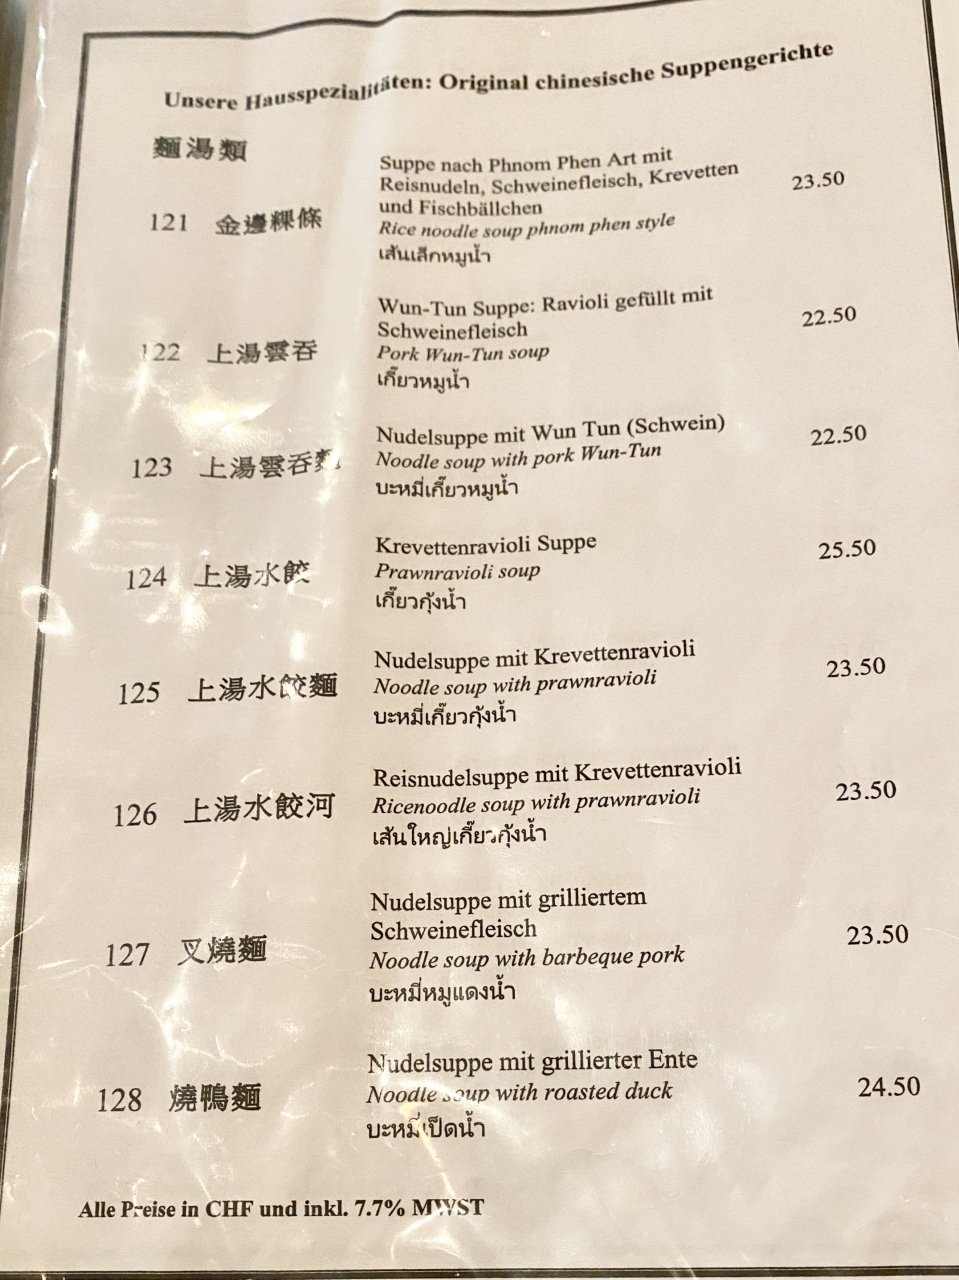 Unsere Hausspezialitäten: Original chinesische Suppengerichte
麵湯類
121 金邊粿條
Suppe nach Phnom Phen Art mit
Reisnudeln, Schweinefleisch, Krevetten
und Fischbällchen
Rice noodle soup phnom phen style
เส้นเล็กหมูน้ำ
23.50
122 上湯雲吞
Wun-Tun Suppe: Ravioli gefüllt mit
Schweinefleisch
Pork Wun-Tun soup
เกี๊ยวหมูน้ำ
22.50
123 上湯雲吞麵
Nudelsuppe mit Wun Tun (Schwein)
Noodle soup with pork Wun-Tun
บะหมี่เกี๊ยวหมูน้ำ
22.50
124 上湯水餃
Krevettenravioli Suppe
Prawnravioli soup
เกี๊ยวกุ้งน้ำ
25.50
125 上湯水餃麵
Nudelsuppe mit Krevettenravioli
Noodle soup with prawnravioli
บะหมี่เกี๊ยวกุ้งน้ำ
23.50
126 上湯水餃河
Reisnudelsuppe mit Krevettenravioli
Ricenoodle soup with prawnravioli
เส้นใหญ่เกี๊ยวกุ้งน้ำ
23.50
127 叉燒麵
Nudelsuppe mit grilliertem
Schweinefleisch
Noodle soup with barbeque pork
บะหมี่หมูแดงน้ำ
23.50
128 燒鴨麵
Nudelsuppe mit grillierter Ente
Noodle soup with roasted duck
บะหมี่เป็ดน้ำ
24.50
Alle Preise in CHF und inkl. 7.7% MWST